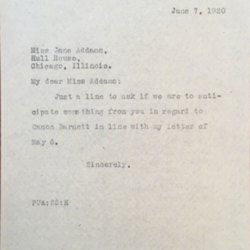 June 7, 1920
Miss Jane Addams,
Hull House,
Chicago, Illinois.
My dear Miss Addams:
Just a line to ask if we are to anti-
cipate something from you in regard to
Canon Barnett in line with my letter of
May 6.
Sincerely,
PUK:SS:K